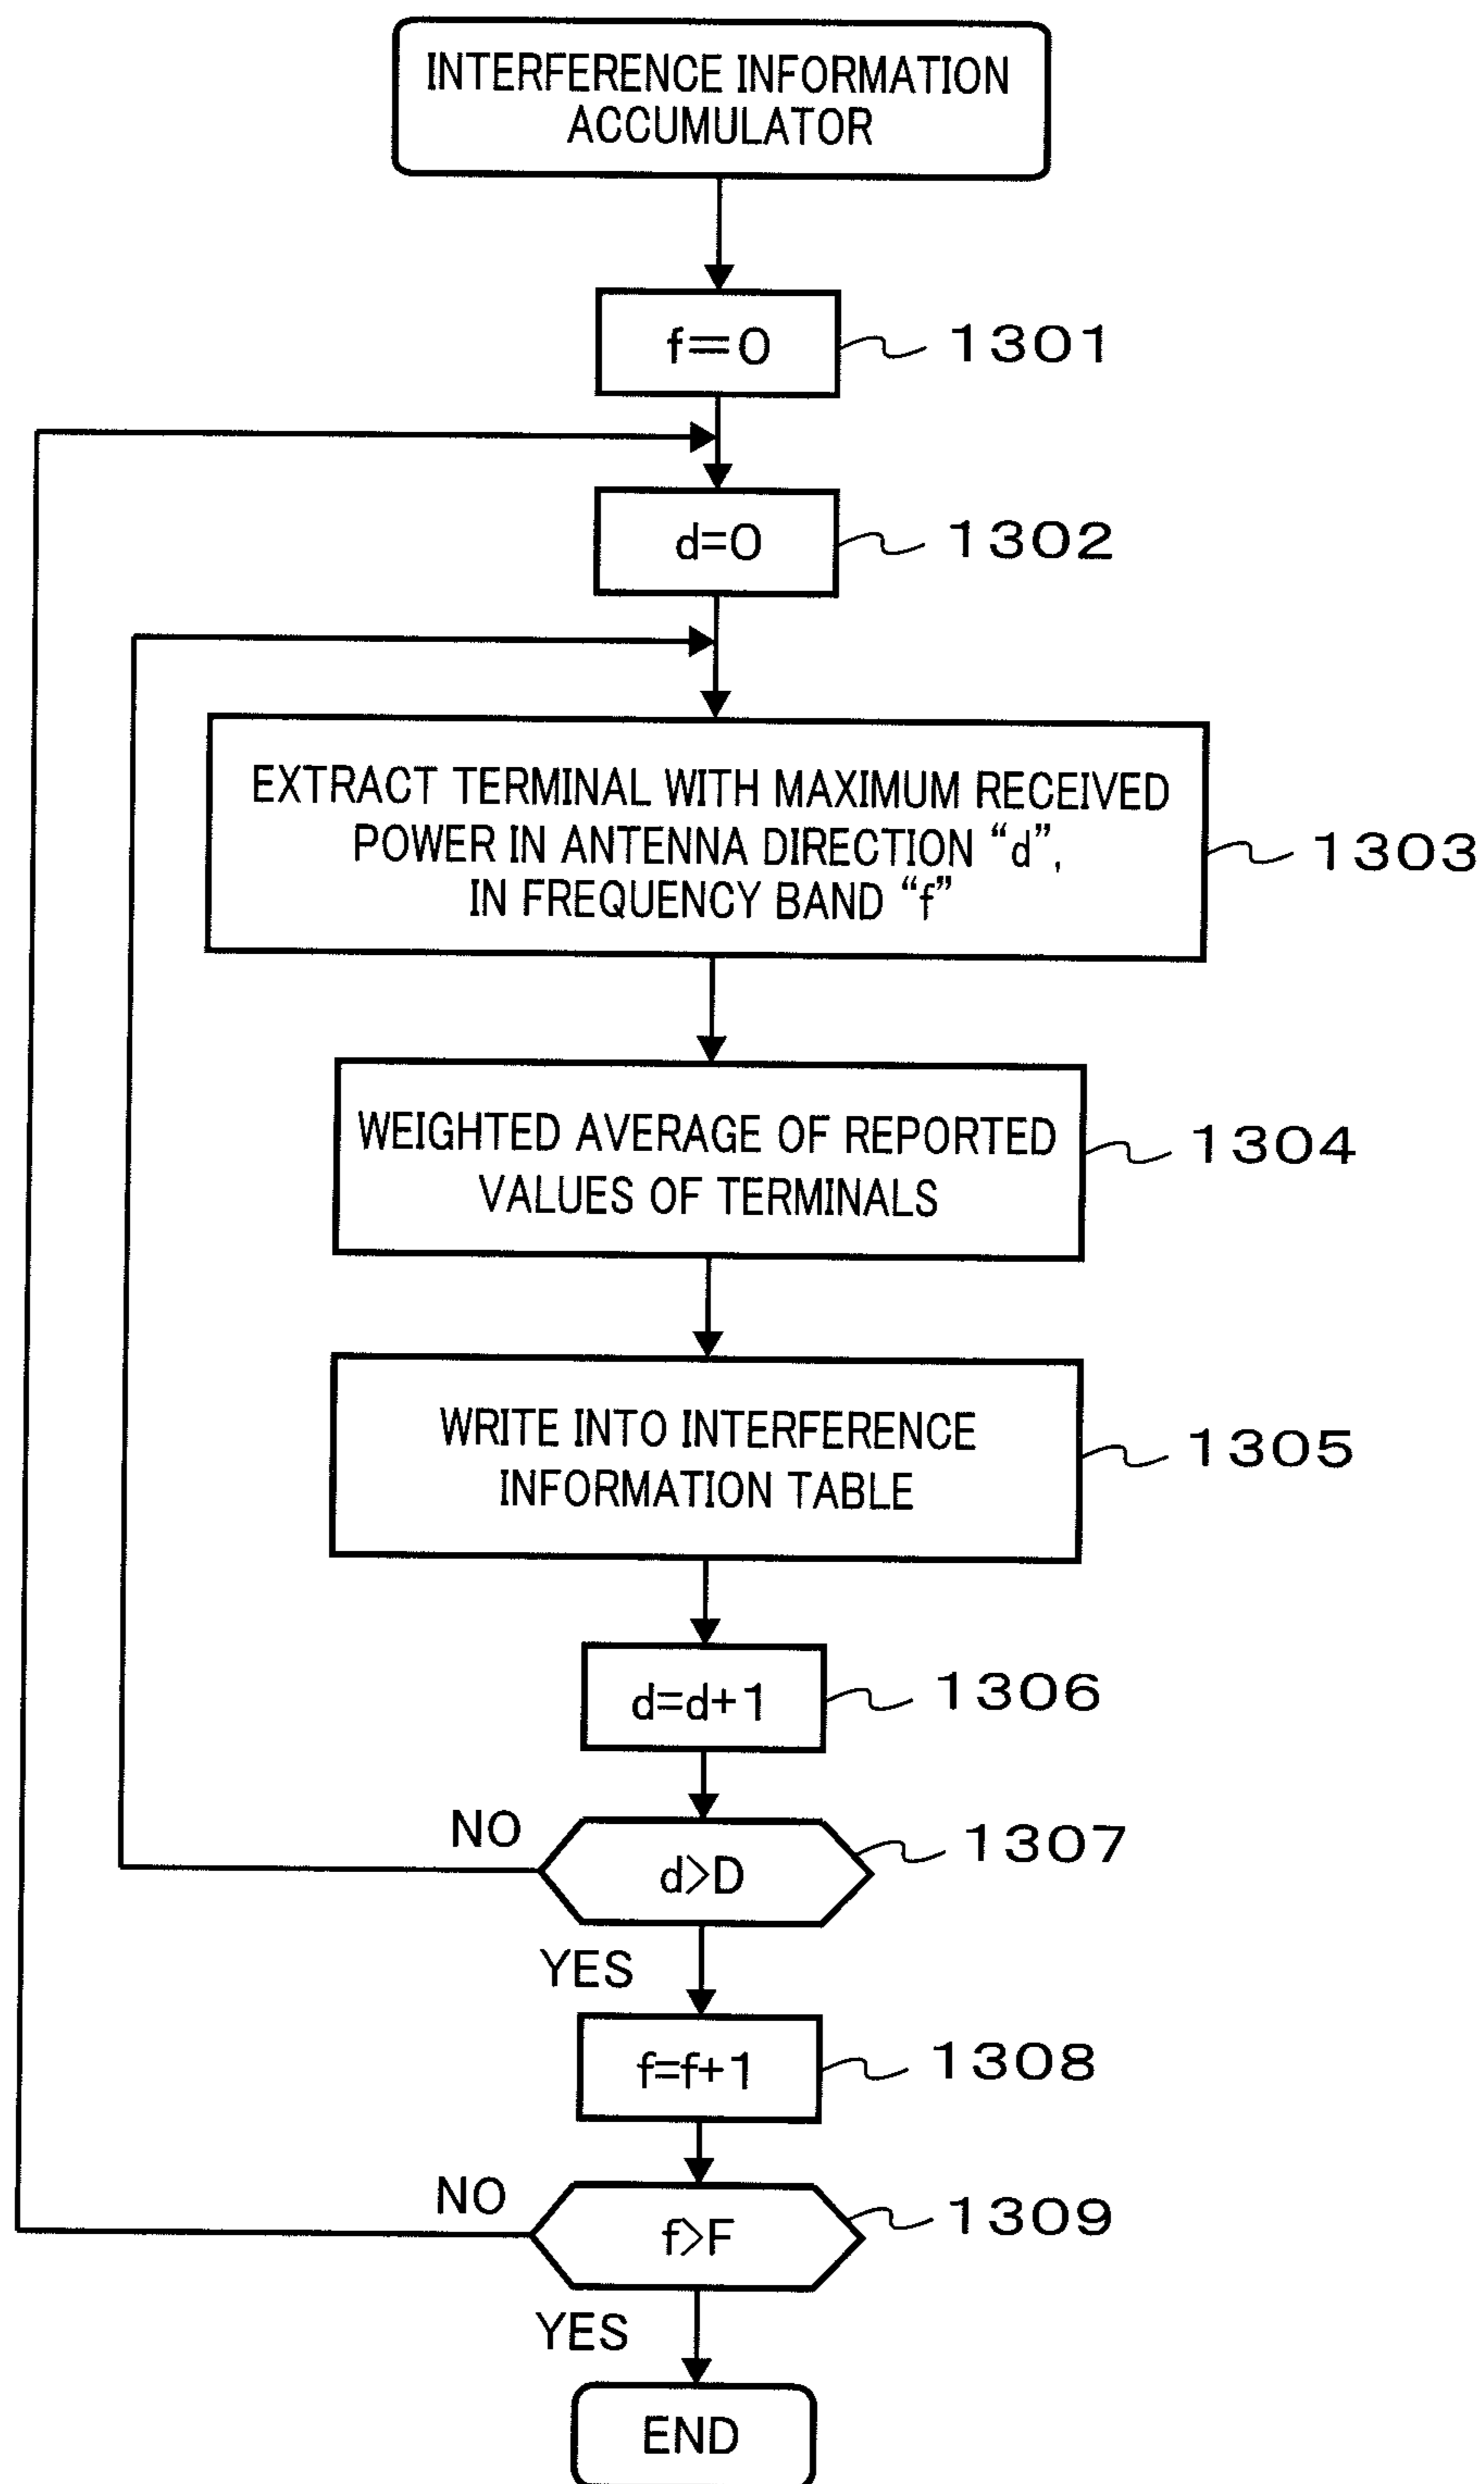 INTERFERENCE INFORMATION
ACCUMULATOR
f=0
1301
d=0
1302
EXTRACT TERMINAL WITH MAXIMUM RECEIVED
POWER IN ANTENNA DIRECTION “d”,
IN FREQUENCY BAND “f”
1303
WEIGHTED AVERAGE OF REPORTED
VALUES OF TERMINALS
1304
WRITE INTO INTERFERENCE
INFORMATION TABLE
1305
d=d+1
1306
NO
d>D
1307
YES
f=f+1
1308
NO
f>F
1309
YES
END